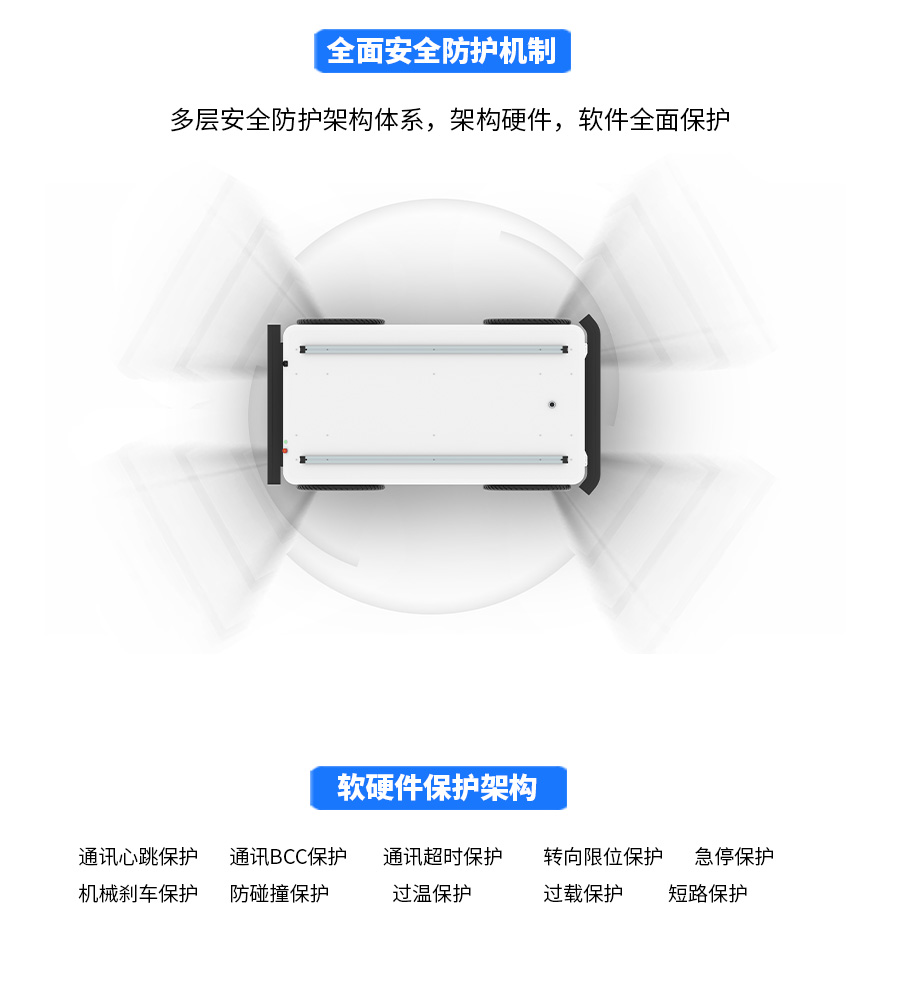 全面安全防护机制
多层安全防护架构体系，架构硬件，软件全面保护
软硬件保护架构
通讯心跳保护 通讯BCC保护 通讯超时保护 转向限位保护 急停保护
机械刹车保护 防碰撞保护 过温保护 过载保护 短路保护